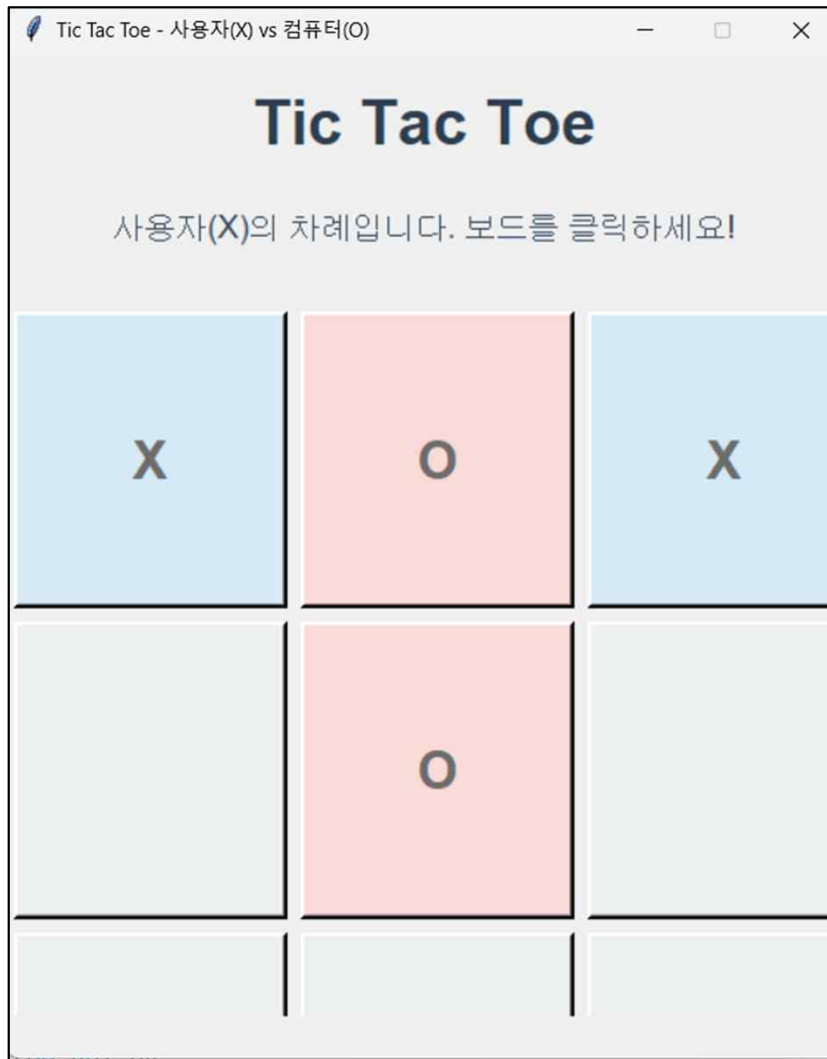 Tic Tac Toe - 사용자(X) vs 컴퓨터(O)
Tic Tac Toe
사용자(X)의 차례입니다. 보드를 클릭하세요!
X O X
O